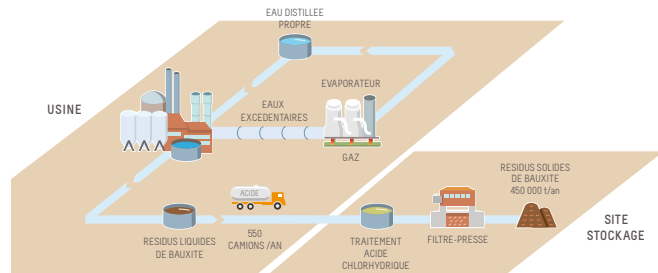 EAU DISTILLEE
PROPRE
EVAPORATEUR
USINE
EAUX
EXCEDENTAIRES
GAZ
RESIDUS SOLIDES
DE BAUXITE
450 000 t/an
ACIDE
SITE
STOCKAGE
RESIDUS LIQUIDES
DE BAUXITE
550
CAMIONS /AN
TRAITEMENT
ACIDE
CHLORHYDRIQUE
FILTRE-PRESSE